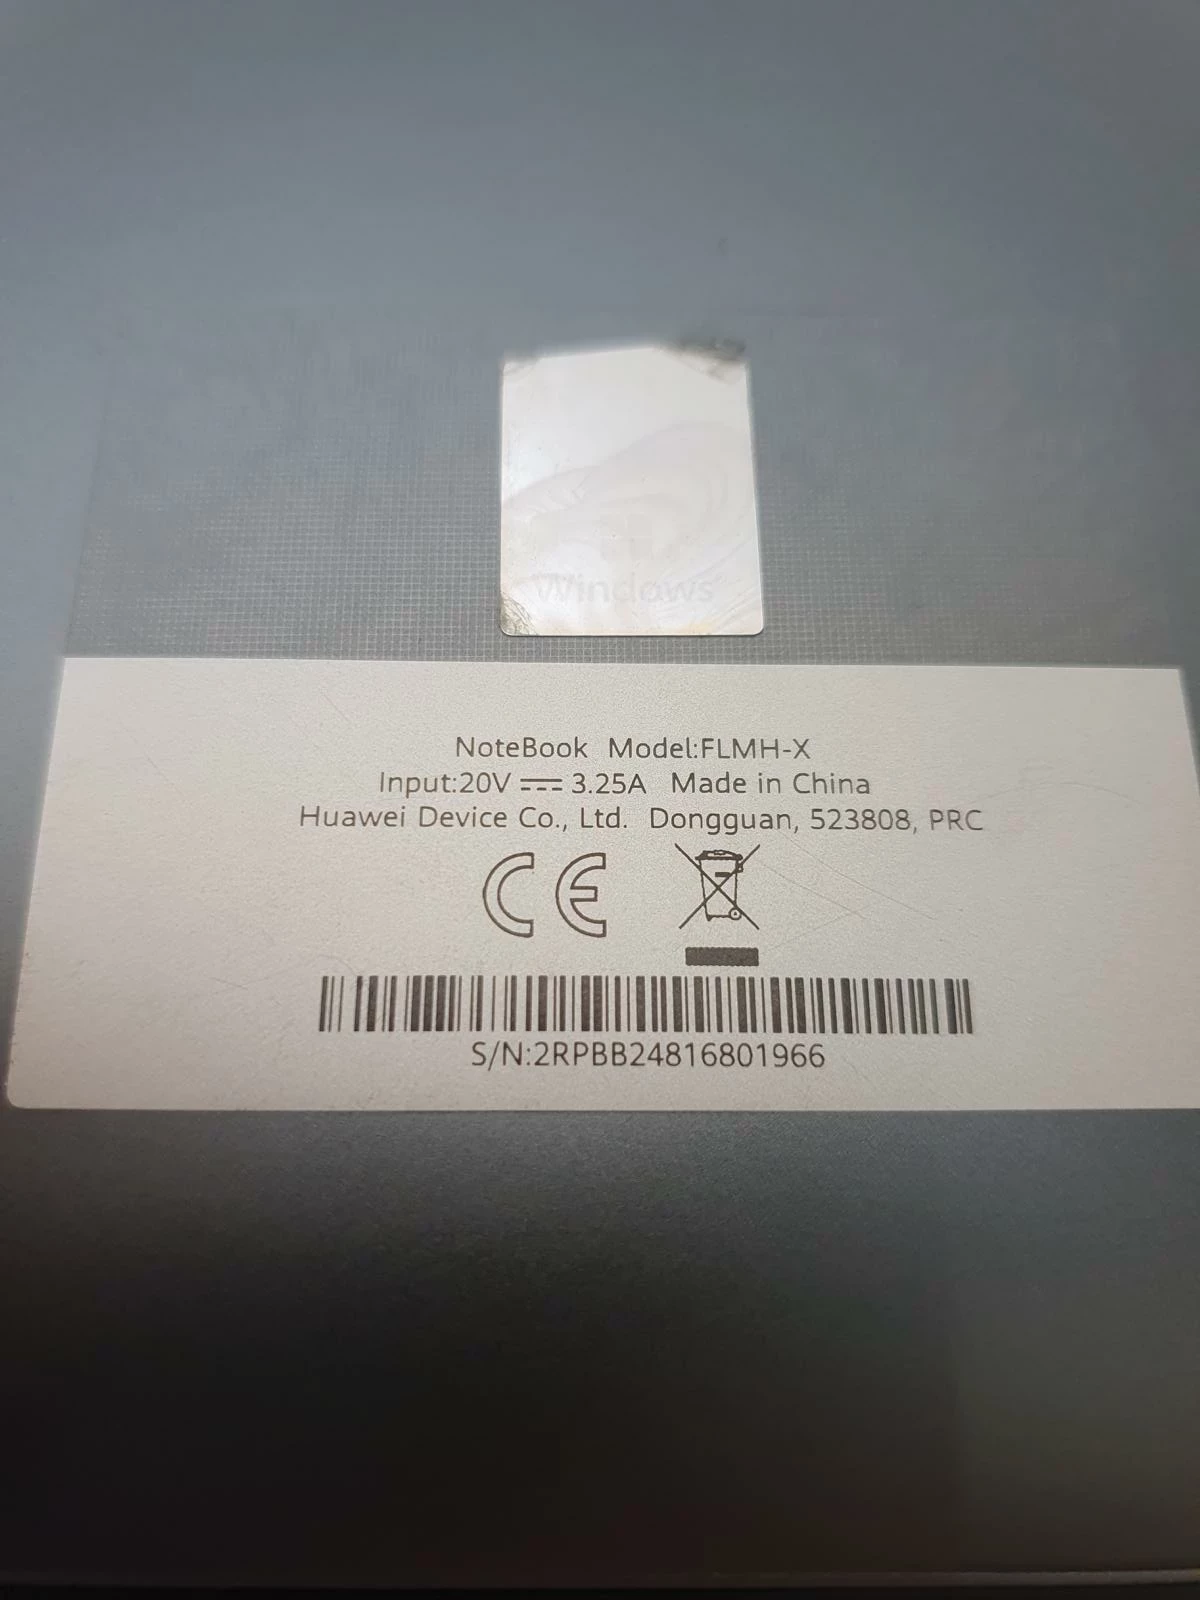 Windows
NoteBook Model:FLMH-X
Input:20V ⎓ 3.25A Made in China
Huawei Device Co., Ltd. Dongguan, 523808, PRC
CE
S/N:2RPBB24816801966